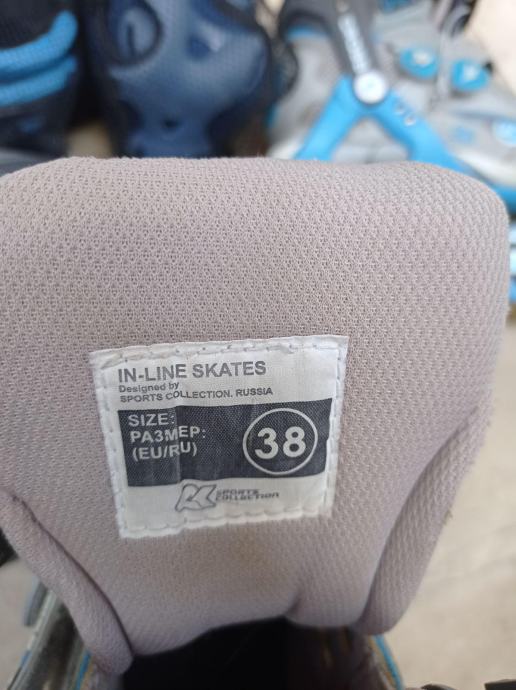 IN-LINE SKATES
Designed by
SPORTS COLLECTION. RUSSIA
SIZE:
РАЗМЕР:
(EU/RU)
38
SPORTS
COLLECTION